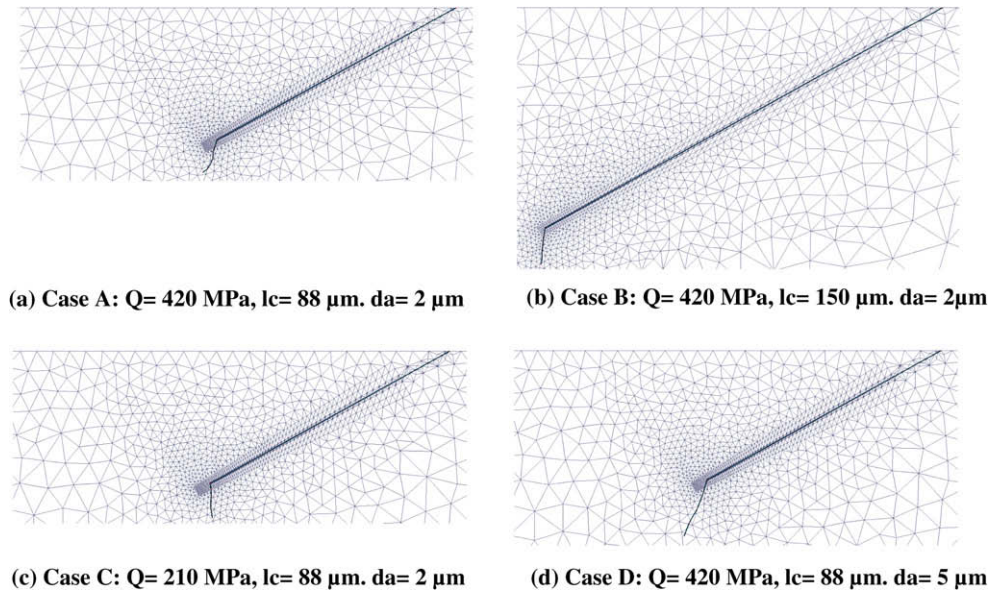 (a) Case A: Q= 420 MPa, lc= 88 µm. da= 2 µm
(b) Case B: Q= 420 MPa, lc= 150 µm. da= 2µm
(c) Case C: Q= 210 MPa, lc= 88 µm. da= 2 µm
(d) Case D: Q= 420 MPa, lc= 88 µm. da= 5 µm